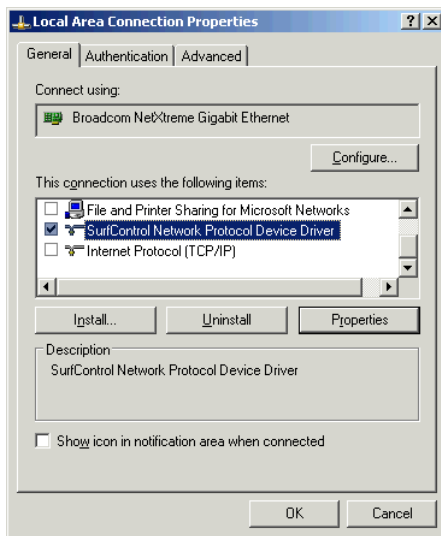 Local Area Connection Properties
General Authentication Advanced
Connect using:
Broadcom NetXtreme Gigabit Ethernet
Configure...
This connection uses the following items:
File and Printer Sharing for Microsoft Networks
SurfControl Network Protocol Device Driver
Internet Protocol (TCP/IP)
Install... Uninstall Properties
Description
SurfControl Network Protocol Device Driver
Show icon in notification area when connected
OK Cancel